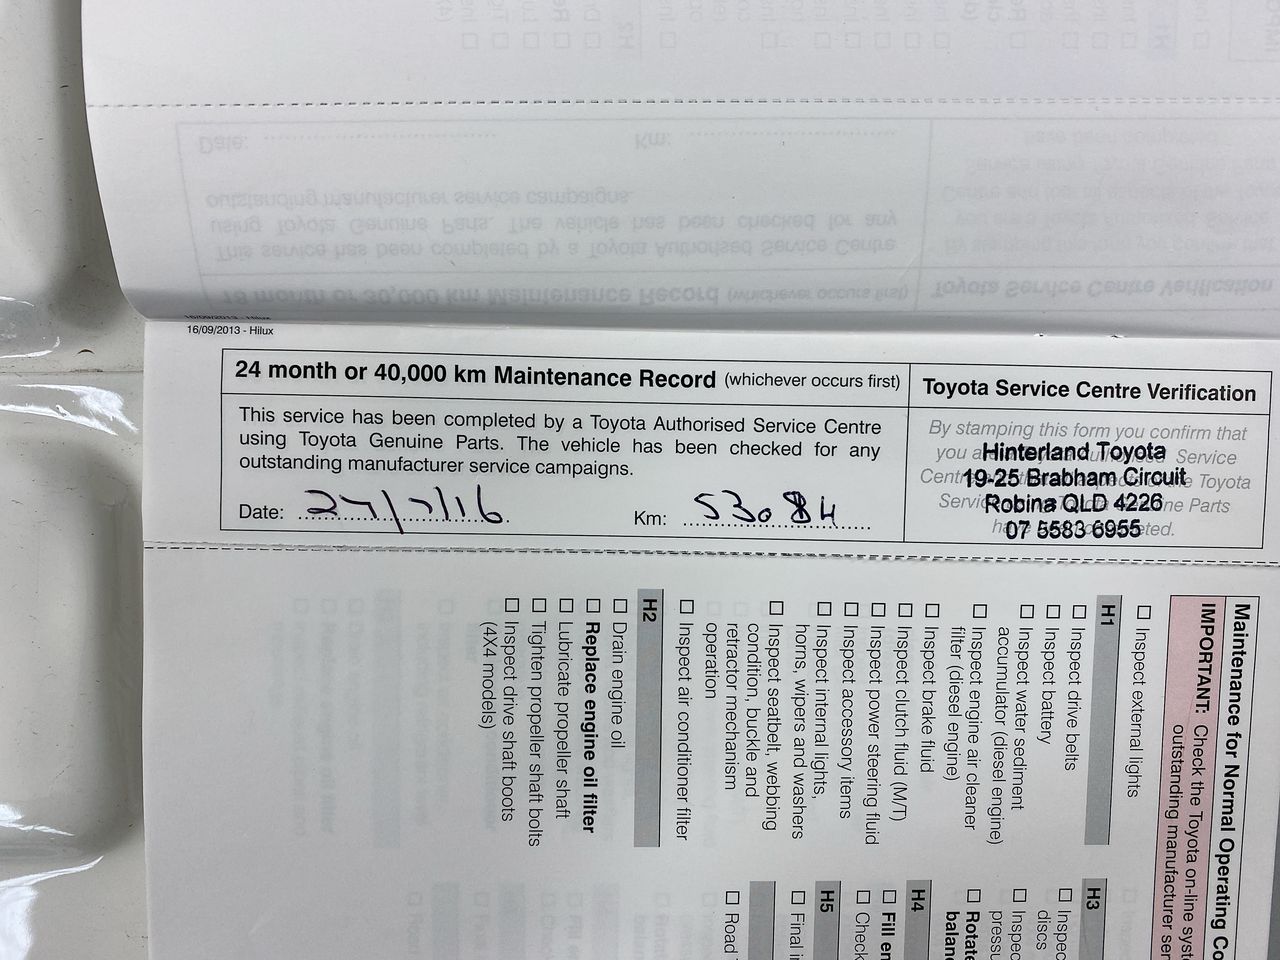 16/09/2013 - Hilux
24 month or 40,000 km Maintenance Record (whichever occurs first)
This service has been completed by a Toyota Authorised Service Centre
using Toyota Genuine Parts. The vehicle has been checked for any
outstanding manufacturer service campaigns.
Date: 27/7/16 Km: 53084
Toyota Service Centre Verification
By stamping this form you confirm that
you Service
Toyota
Parts
Hinterland Toyota
19-25 Brabham Circuit
Robina QLD 4226
07 5583 6955
Maintenance for Normal Operating
IMPORTANT: Check the Toyota on-line
outstanding manufacturer
☐ Inspect external lights
H1
☐ Inspect drive belts
☐ Inspect battery
☐ Inspect water sediment
accumulator (diesel engine)
☐ Inspect engine air cleaner
filter (diesel engine)
☐ Inspect brake fluid
☐ Inspect clutch fluid (M/T)
☐ Inspect power steering fluid
☐ Inspect accessory items
☐ Inspect internal lights,
horns, wipers and washers
☐ Inspect seatbelt, webbing
condition, buckle and
retractor mechanism
operation
☐ Inspect air conditioner filter
H2
☐ Drain engine oil
☐ Replace engine oil filter
☐ Lubricate propeller shaft
☐ Tighten propeller shaft bolts
☐ Inspect drive shaft boots
(4X4 models)
H3
discs
H4
☐ Fill
☐ Check
H5
☐ Final
☐ Road